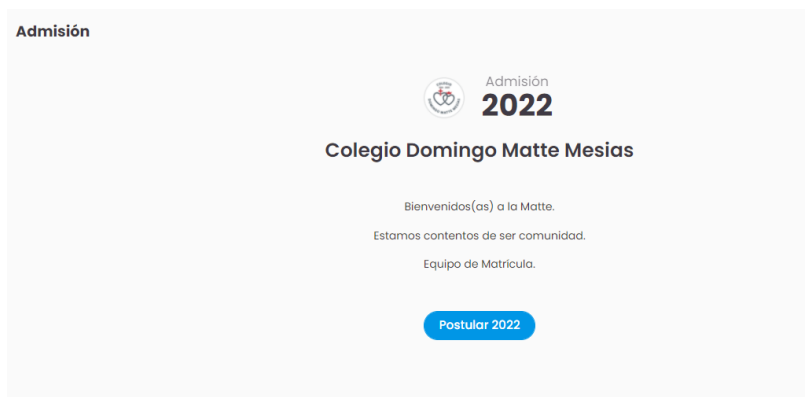 Admisión
Admisión
2022
Colegio Domingo Matte Mesias
Bienvenidos(as) a la Matte.
Estamos contentos de ser comunidad.
Equipo de Matrícula.
Postular 2022